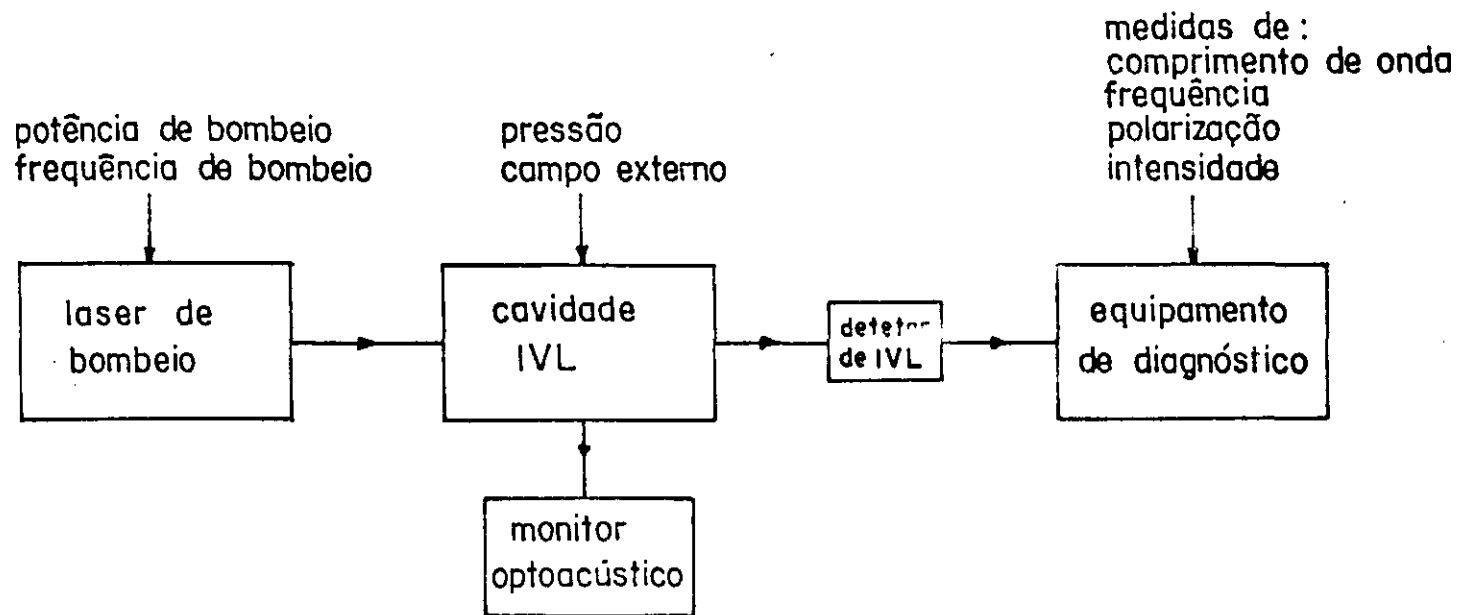 medidas de :
comprimento de onda
frequência
polarização
intensidade
potência de bombeio
frequência de bombeio
pressão
campo externo
laser de
bombeio
cavidade
IVL
detetor
de IVL
equipamento
de diagnóstico
monitor
optoacústico